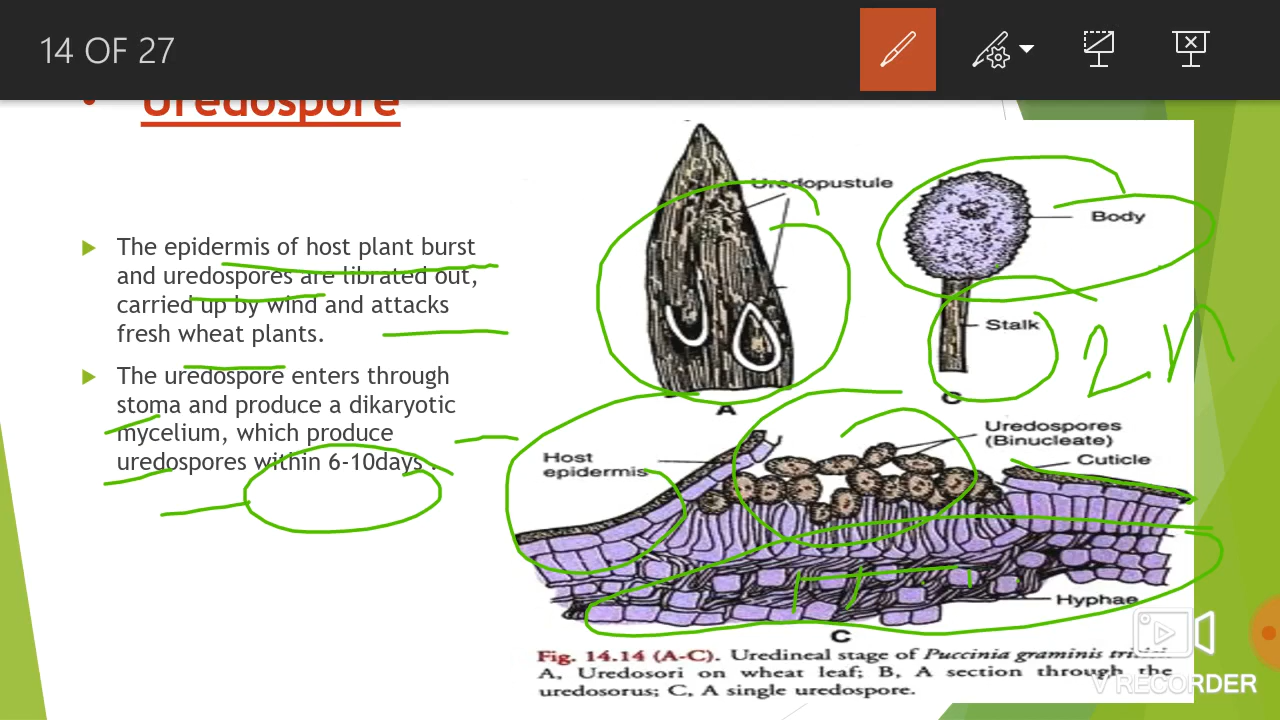 14 OF 27
Uredospore
The epidermis of host plant burst
and uredospores are librated out,
carried up by wind and attacks
fresh wheat plants.
The uredospore enters through
stoma and produce a dikaryotic
mycelium, which produce
uredospores within 6-10days .
Uredopustule
Body
Stalk
2n
A
C
Uredospores
(Binucleate)
Host
epidermis
Cuticle
Hyphae
C
Fig. 14.14 (A-C). Uredineal stage of Puccinia graminis
A, Uredosori on wheat leaf; B, A section through the
uredosorus; C, A single uredospore.
V RECORDER